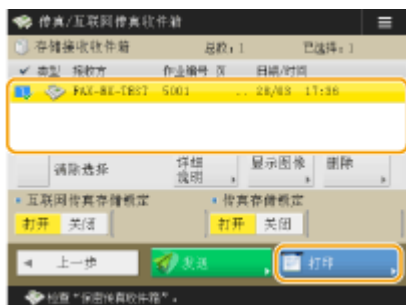 传真/互联网传真收件箱
存储接收收件箱 总数:1 已选择:1
类型 接收方 作业编号 页 日期/时间
FAX-RX-TEST 5001 .. 28/03 17:36
清除选择 详细说明 显示图像 删除
互联网传真存储锁定 传真存储锁定
打开 关闭 打开 关闭
上一步 发送 打印
检查"保密传真收件箱"。